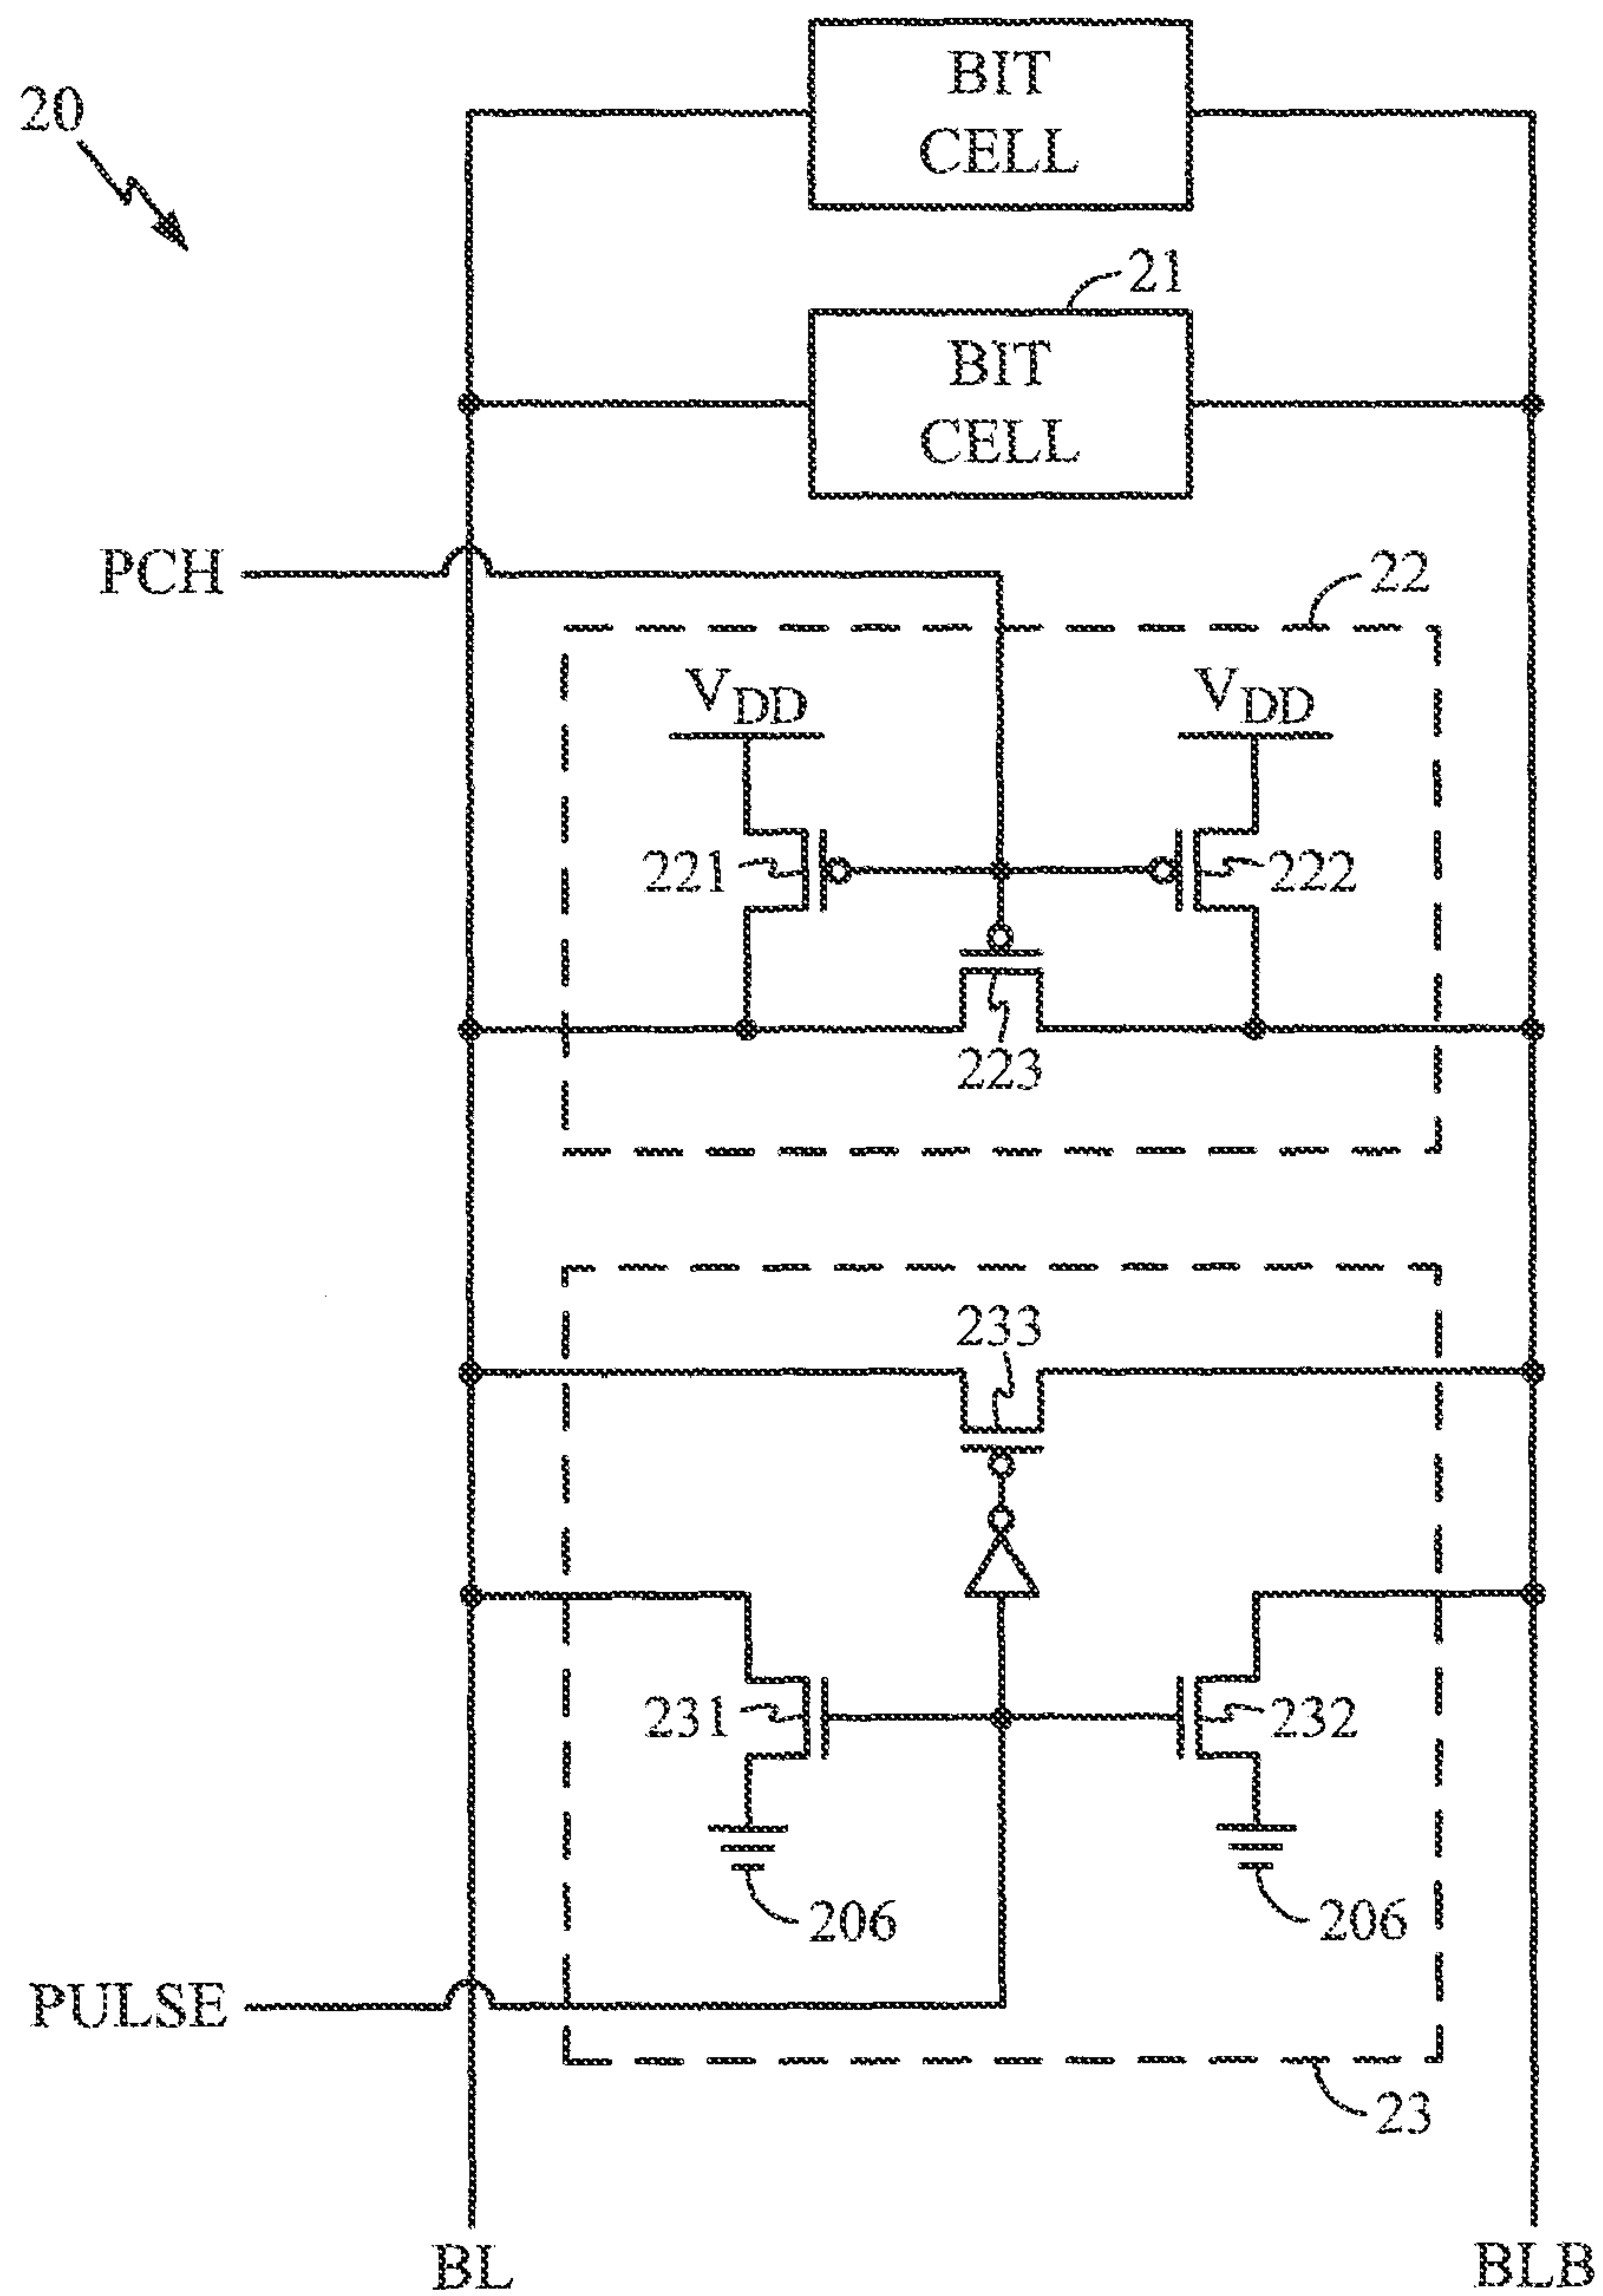 20
BIT
CELL
21
BIT
CELL
PCH
22
VDD
VDD
221
222
223
233
231
232
206
206
PULSE
23
BL
BLB